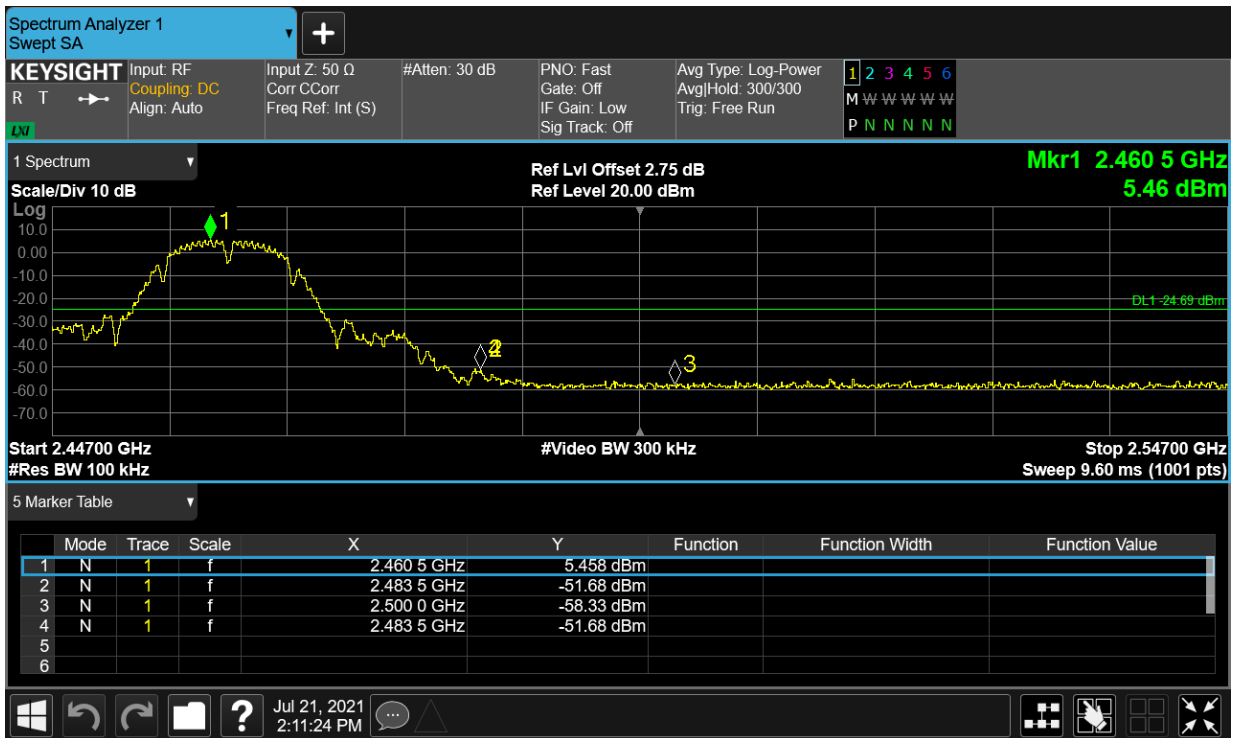 Spectrum Analyzer 1
Swept SA
+
KEYSIGHT
R T
LXI
Input: RF
Coupling: DC
Align: Auto
Input Z: 50 Ω
Corr CCorr
Freq Ref: Int (S)
#Atten: 30 dB
PNO: Fast
Gate: Off
IF Gain: Low
Sig Track: Off
Avg Type: Log-Power
Avg|Hold: 300/300
Trig: Free Run
1 2 3 4 5 6
M W W W W W
P N N N N N
1 Spectrum
Scale/Div 10 dB
Ref Lvl Offset 2.75 dB
Ref Level 20.00 dBm
Mkr1 2.460 5 GHz
5.46 dBm
Log
10.0
0.00
-10.0
-20.0
-30.0
-40.0
-50.0
-60.0
-70.0
1
2
4
3
DL1 -24.69 dBm
Start 2.44700 GHz
#Res BW 100 kHz
#Video BW 300 kHz
Stop 2.54700 GHz
Sweep 9.60 ms (1001 pts)
5 Marker Table
Mode Trace Scale X Y Function Function Width Function Value
1 N 1 f 2.460 5 GHz 5.458 dBm
2 N 1 f 2.483 5 GHz -51.68 dBm
3 N 1 f 2.500 0 GHz -58.33 dBm
4 N 1 f 2.483 5 GHz -51.68 dBm
5
6
?
Jul 21, 2021
2:11:24 PM